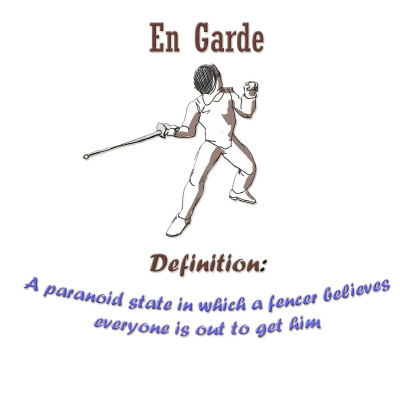 En Garde
Definition:
A paranoid state in which a fencer believes
everyone is out to get him